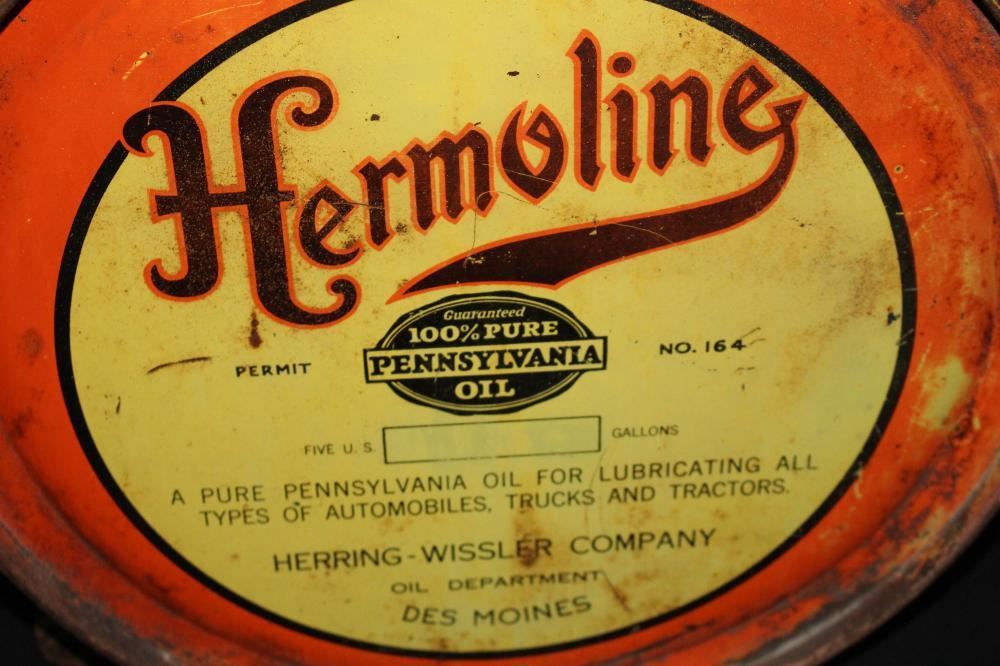 Hermoline
Guaranteed
100% PURE
PERMIT PENNSYLVANIA NO. 164
OIL
FIVE U. S. GALLONS
A PURE PENNSYLVANIA OIL FOR LUBRICATING ALL
TYPES OF AUTOMOBILES, TRUCKS AND TRACTORS.
HERRING-WISSLER COMPANY
OIL DEPARTMENT
DES MOINES